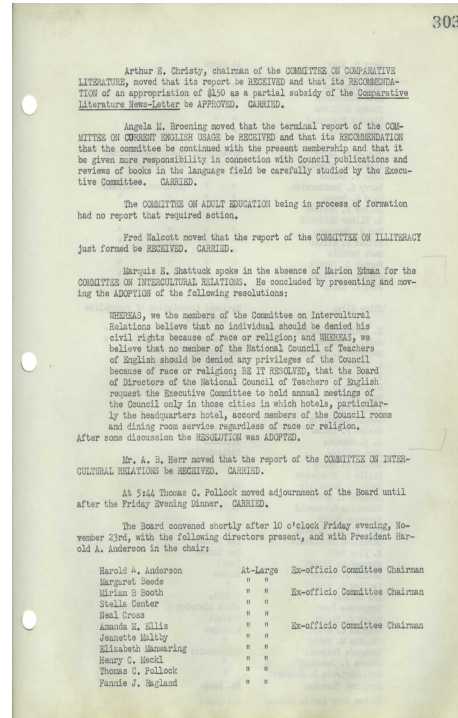 303
Arthur E. Christy, chairman of the COMMITTEE ON COMPARATIVE
LITERATURE, moved that its report be RECEIVED and that its RECOMMENDA-
TION of an appropriation of $150 as a partial subsidy of the Comparative
Literature News-Letter be APPROVED. CARRIED.
Angela M. Broening moved that the terminal report of the COM-
MITTEE ON CURRENT ENGLISH USAGE be RECEIVED and that its RECOMMENDATION
that the committee be continued with the present membership and that it
be given more responsibility in connection with Council publications and
reviews of books in the language field be carefully studied by the Execu-
tive Committee. CARRIED.
The COMMITTEE ON ADULT EDUCATION being in process of formation
had no report that required action.
Fred Walcott moved that the report of the COMMITTEE ON ILLITERACY
just formed be RECEIVED. CARRIED.
Marquis E. Shattuck spoke in the absence of Marion Edman for the
COMMITTEE ON INTERCULTURAL RELATIONS. He concluded by presenting and mov-
ing the ADOPTION of the following resolutions:
WHEREAS, we the members of the Committee on Intercultural
Relations believe that no individual should be denied his
civil rights because of race or religion; and WHEREAS, we
believe that no member of the National Council of Teachers
of English should be denied any privileges of the Council
because of race or religion; BE IT RESOLVED, that the Board
of Directors of the National Council of Teachers of English
request the Executive Committee to hold annual meetings of
the Council only in those cities in which hotels, particular-
ly the headquarters hotel, accord members of the Council rooms
and dining room service regardless of race or religion.
After some discussion the RESOLUTION was ADOPTED.
Mr. A. B. Herr moved that the report of the COMMITTEE ON INTER-
CULTURAL RELATIONS be RECEIVED. CARRIED.
At 5:44 Thomas C. Pollock moved adjournment of the Board until
after the Friday Evening Dinner. CARRIED.
The Board convened shortly after 10 o'clock Friday evening, No-
vember 23rd, with the following directors present, and with President Har-
old A. Anderson in the chair:
Harold A. Anderson At-Large Ex-officio Committee Chairman
Margaret Beede " "
Miriam B Booth " " Ex-officio Committee Chairman
Stella Center " "
Neal Cross " "
Amanda M. Ellis " " Ex-officio Committee Chairman
Jeanette Maltby " "
Elizabeth Manwaring " "
Henry C. Meckl " "
Thomas C. Pollock " "
Fannie J. Ragland " "